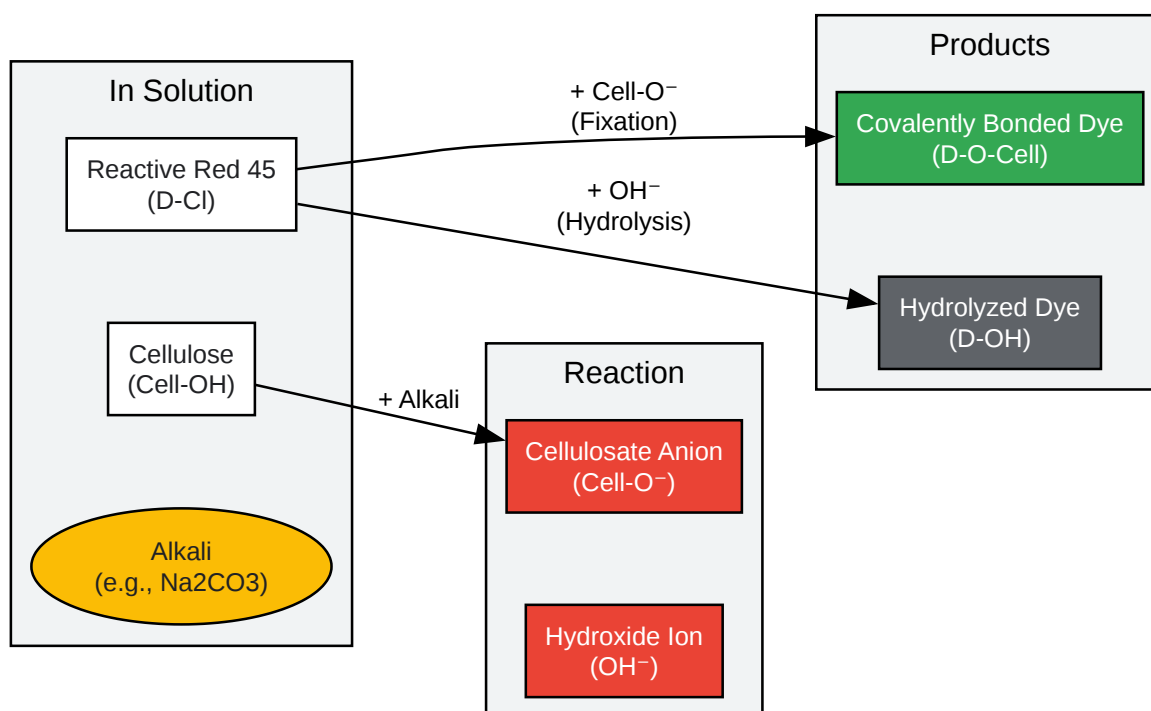 In Solution
Reactive Red 45
(D-Cl)
Cellulose
(Cell-OH)
Alkali
(e.g., Na2CO3)
+ Cell-O⁻
(Fixation)
+ OH⁻
(Hydrolysis)
+ Alkali
Reaction
Cellulosate Anion
(Cell-O⁻)
Hydroxide Ion
(OH⁻)
Products
Covalently Bonded Dye
(D-O-Cell)
Hydrolyzed Dye
(D-OH)